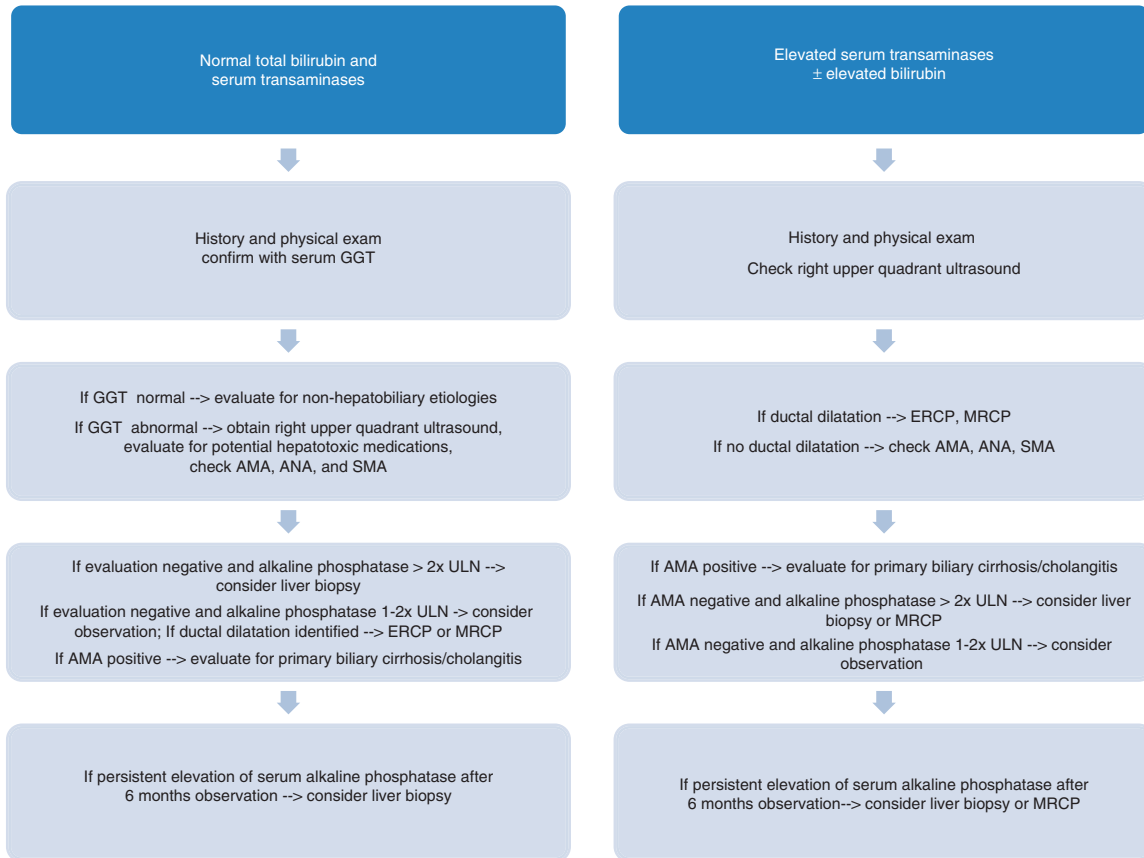 Normal total bilirubin and
serum transaminases
History and physical exam
confirm with serum GGT
If GGT normal --> evaluate for non-hepatobiliary etiologies
If GGT abnormal --> obtain right upper quadrant ultrasound,
evaluate for potential hepatotoxic medications,
check AMA, ANA, and SMA
If evaluation negative and alkaline phosphatase > 2x ULN -->
consider liver biopsy
If evaluation negative and alkaline phosphatase 1-2x ULN -> consider
observation; If ductal dilatation identified --> ERCP or MRCP
If AMA positive --> evaluate for primary biliary cirrhosis/cholangitis
If persistent elevation of serum alkaline phosphatase after
6 months observation --> consider liver biopsy
Elevated serum transaminases
± elevated bilirubin
History and physical exam
Check right upper quadrant ultrasound
If ductal dilatation --> ERCP, MRCP
If no ductal dilatation --> check AMA, ANA, SMA
If AMA positive --> evaluate for primary biliary cirrhosis/cholangitis
If AMA negative and alkaline phosphatase > 2x ULN --> consider liver
biopsy or MRCP
If AMA negative and alkaline phosphatase 1-2x ULN --> consider
observation
If persistent elevation of serum alkaline phosphatase after
6 months observation--> consider liver biopsy or MRCP